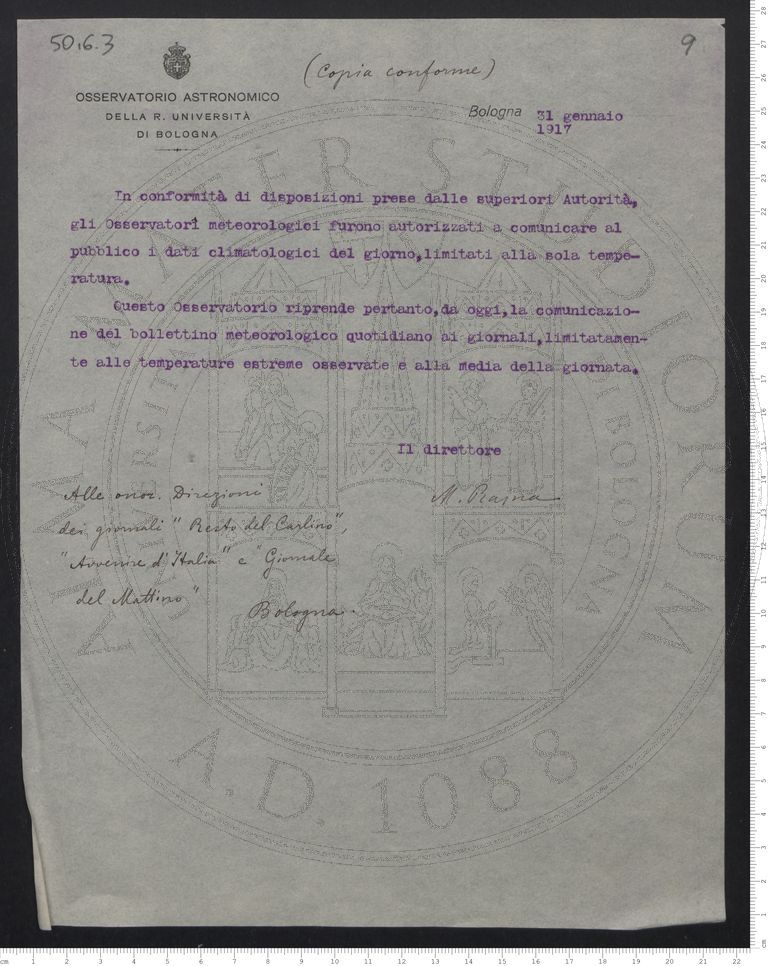 50.6.3
9
(Copia conforme)
OSSERVATORIO ASTRONOMICO
DELLA R. UNIVERSITÀ
DI BOLOGNA
Bologna 31 gennaio
1917
In conformità di disposizioni prese dalle superiori Autorità,
gli Osservatori meteorologici furono autorizzati a comunicare al
pubblico i dati climatologici del giorno,limitati alla sola tempe-
ratura.
Questo Osservatorio riprende pertanto,da oggi,la comunicazio-
ne del bollettino meteorologico quotidiano ai giornali,limitatamen-
te alle temperature estreme osservate e alla media della giornata.
Il direttore
M. Rajna
Alle onor. Direzioni
dei giornali "Resto del Carlino",
"Avvenire d'Italia" e "Giornale
del Mattino"
Bologna.
ALMA MATER STUDIORUM
A.D. 1088